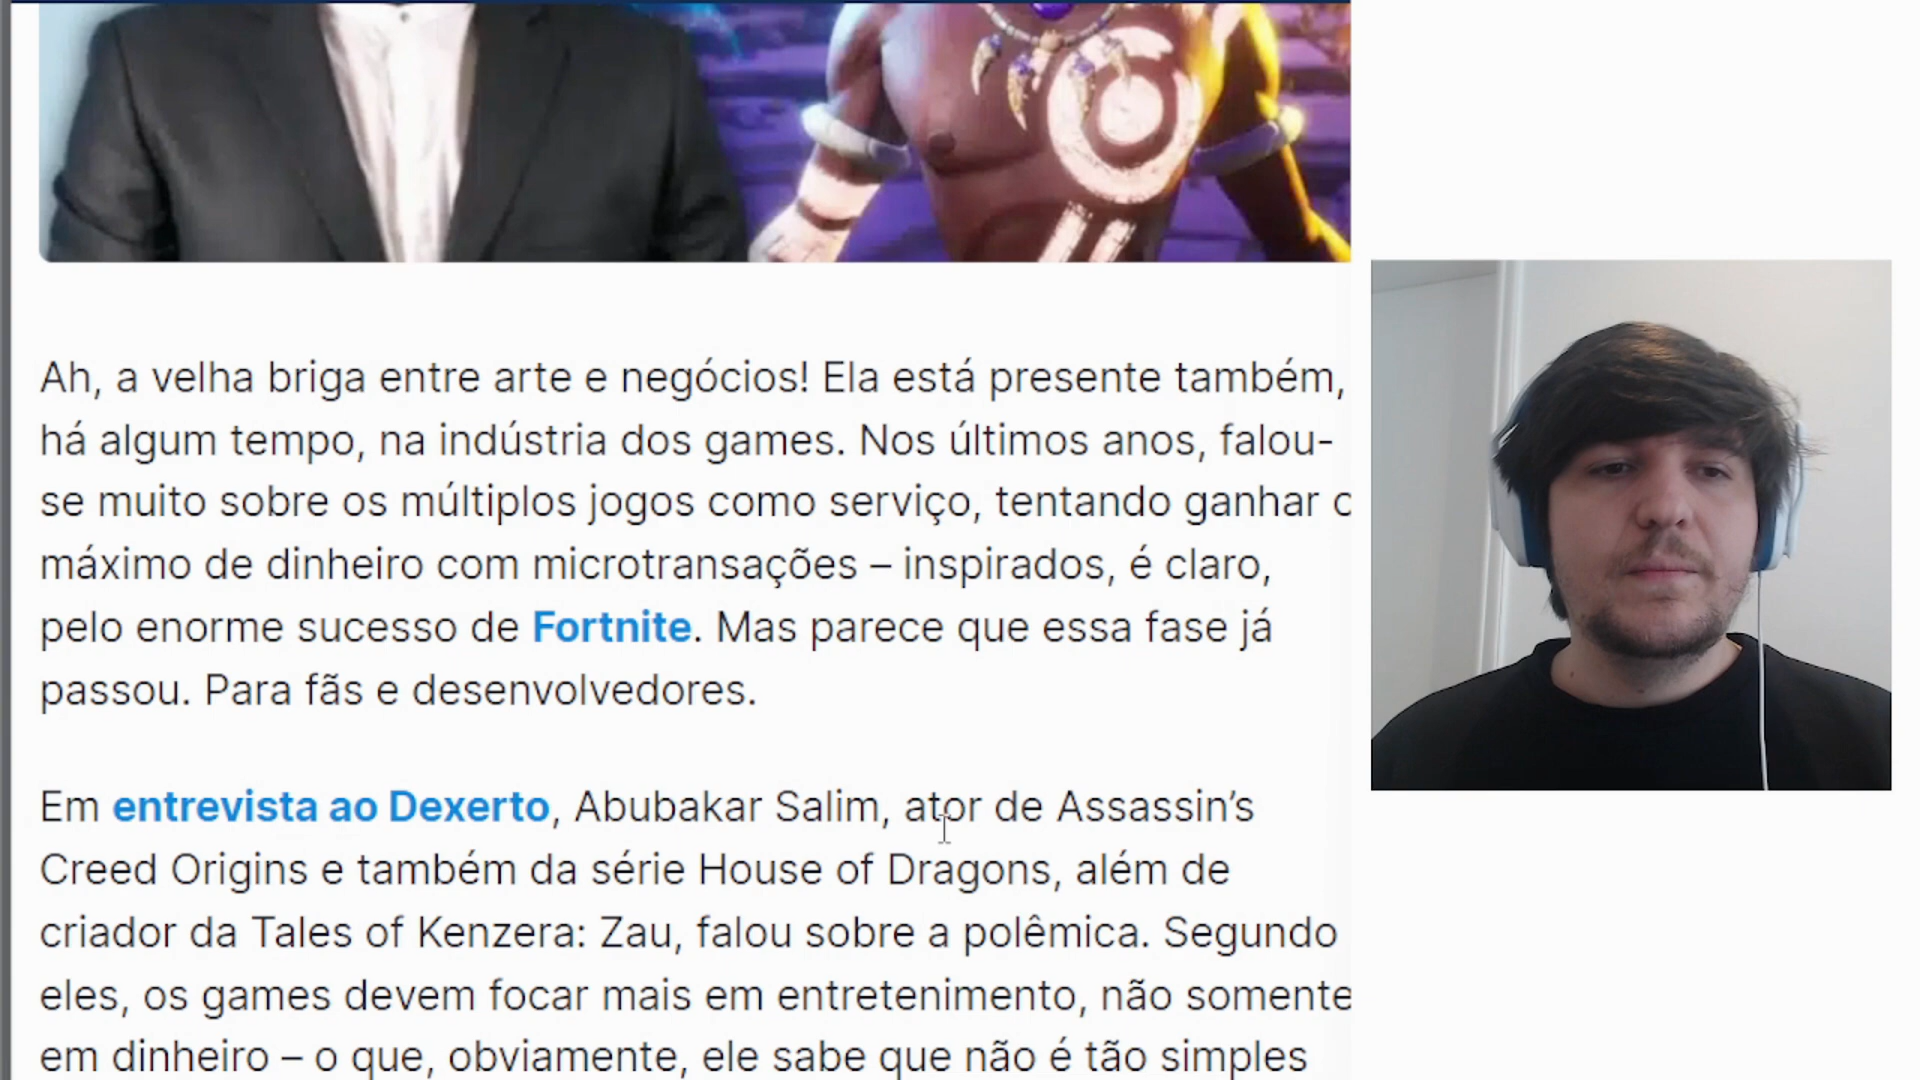 Ah, a velha briga entre arte e negócios! Ela está presente também,
há algum tempo, na indústria dos games. Nos últimos anos, falou-
se muito sobre os múltiplos jogos como serviço, tentando ganhar o
máximo de dinheiro com microtransações – inspirados, é claro,
pelo enorme sucesso de Fortnite. Mas parece que essa fase já
passou. Para fãs e desenvolvedores.
Em entrevista ao Dexerto, Abubakar Salim, ator de Assassin’s
Creed Origins e também da série House of Dragons, além de
criador da Tales of Kenzera: Zau, falou sobre a polêmica. Segundo
eles, os games devem focar mais em entretenimento, não somente
em dinheiro – o que, obviamente, ele sabe que não é tão simples